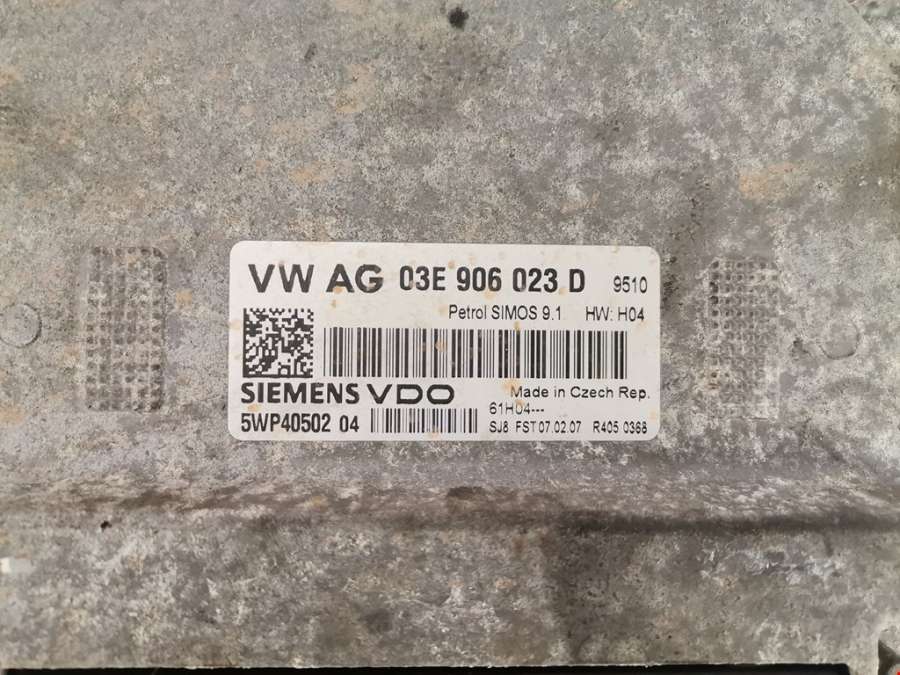 VW AG 03E 906 023 D 9510
Petrol SIMOS 9.1 HW: H04
SIEMENS VDO Made in Czech Rep.
61H04---
5WP40502 04 SJ8 FST 07.02.07 R405 0368